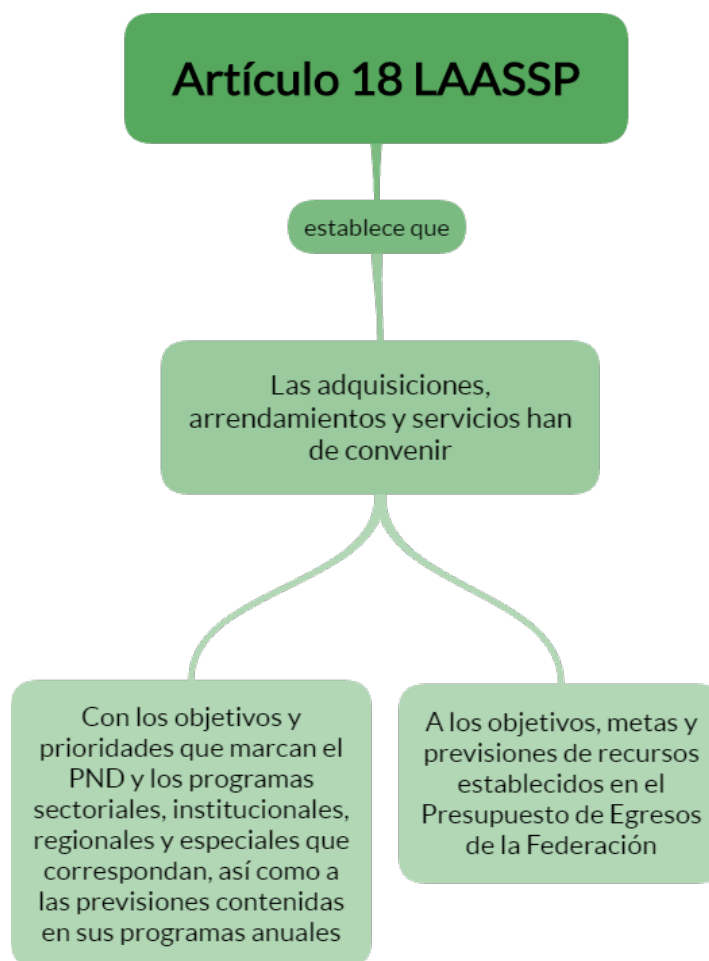 Artículo 18 LAASSP
establece que
Las adquisiciones,
arrendamientos y servicios han
de convenir
Con los objetivos y
prioridades que marcan el
PND y los programas
sectoriales, institucionales,
regionales y especiales que
correspondan, así como a
las previsiones contenidas
en sus programas anuales
A los objetivos, metas y
previsiones de recursos
establecidos en el
Presupuesto de Egresos
de la Federación